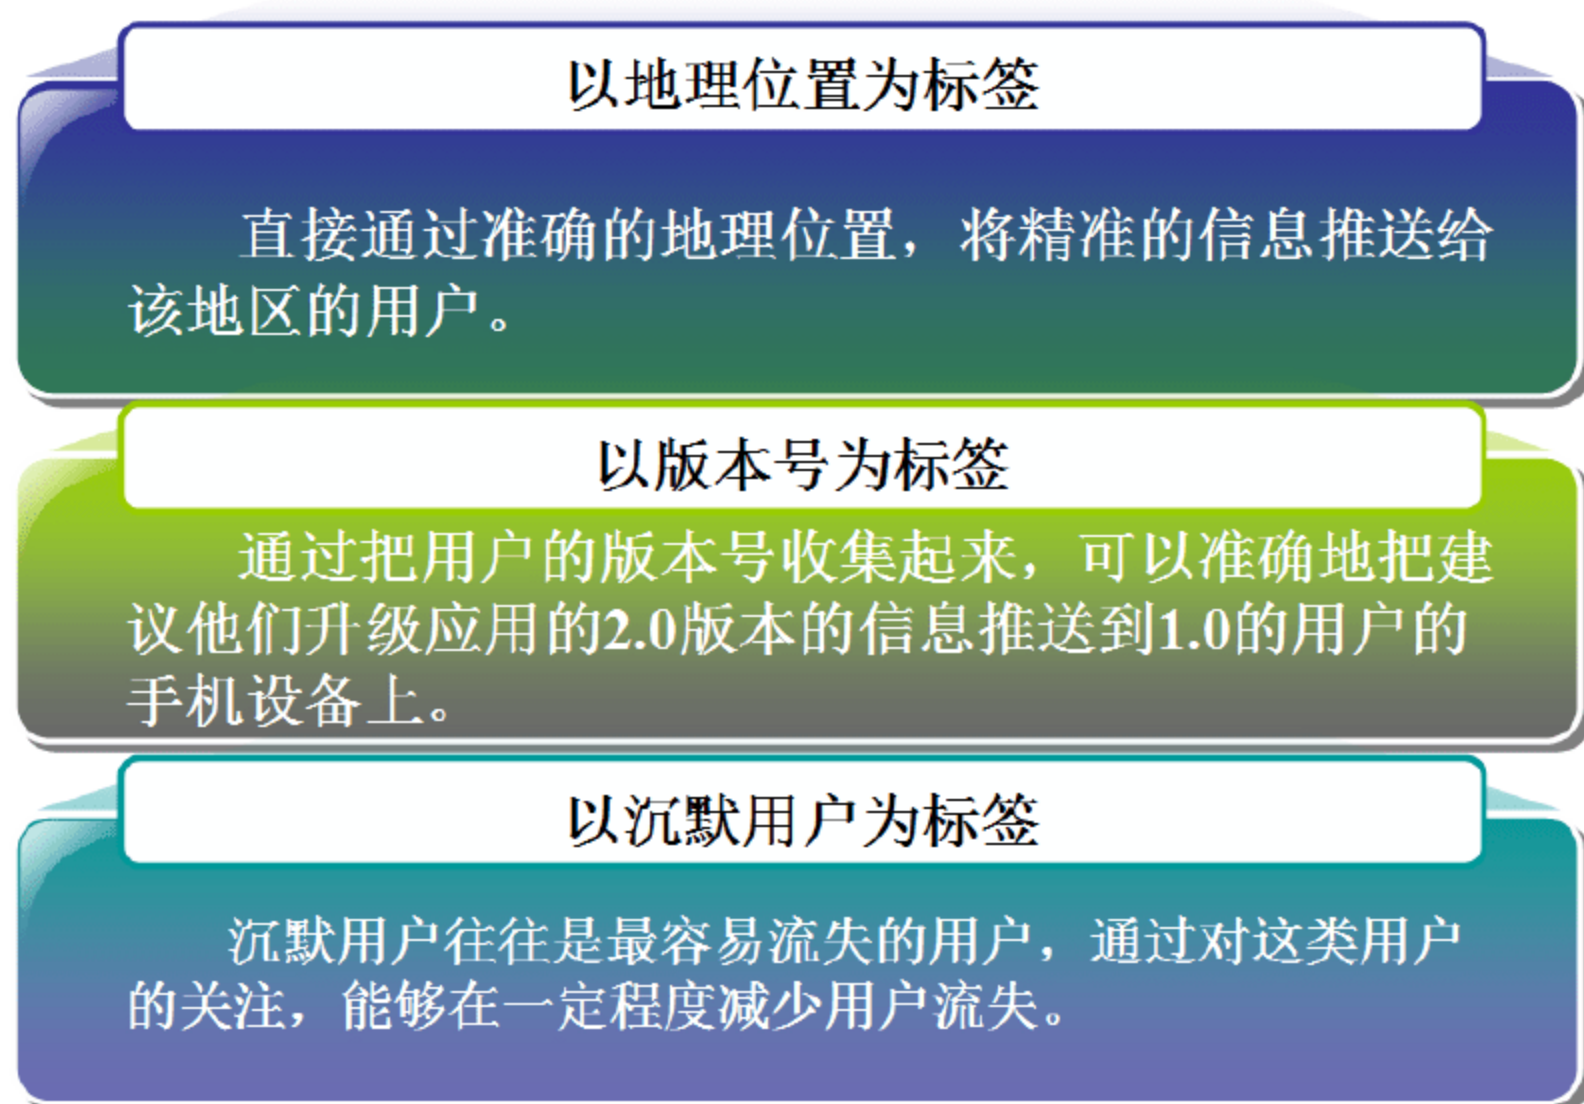 以地理位置为标签
直接通过准确的地理位置，将精准的信息推送给
该地区的用户。
以版本号为标签
通过把用户的版本号收集起来，可以准确地把建
议他们升级应用的2.0版本的信息推送到1.0的用户的
手机设备上。
以沉默用户为标签
沉默用户往往是最容易流失的用户，通过对这类用户
的关注，能够在一定程度减少用户流失。